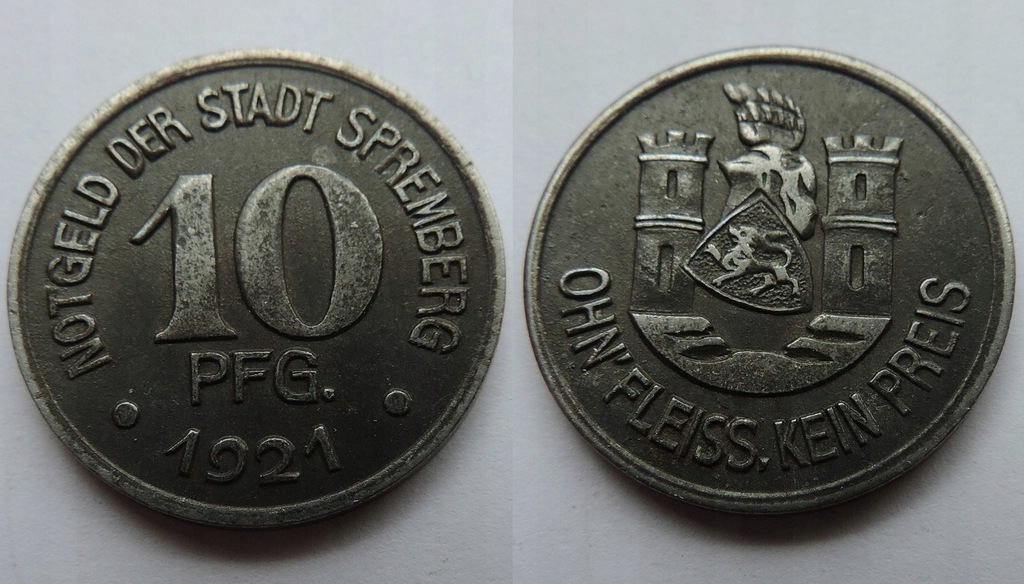 NOTGELD DER STADT SPREMBERG
10
PFG.
1921
OHN' FLEISS, KEIN PREIS